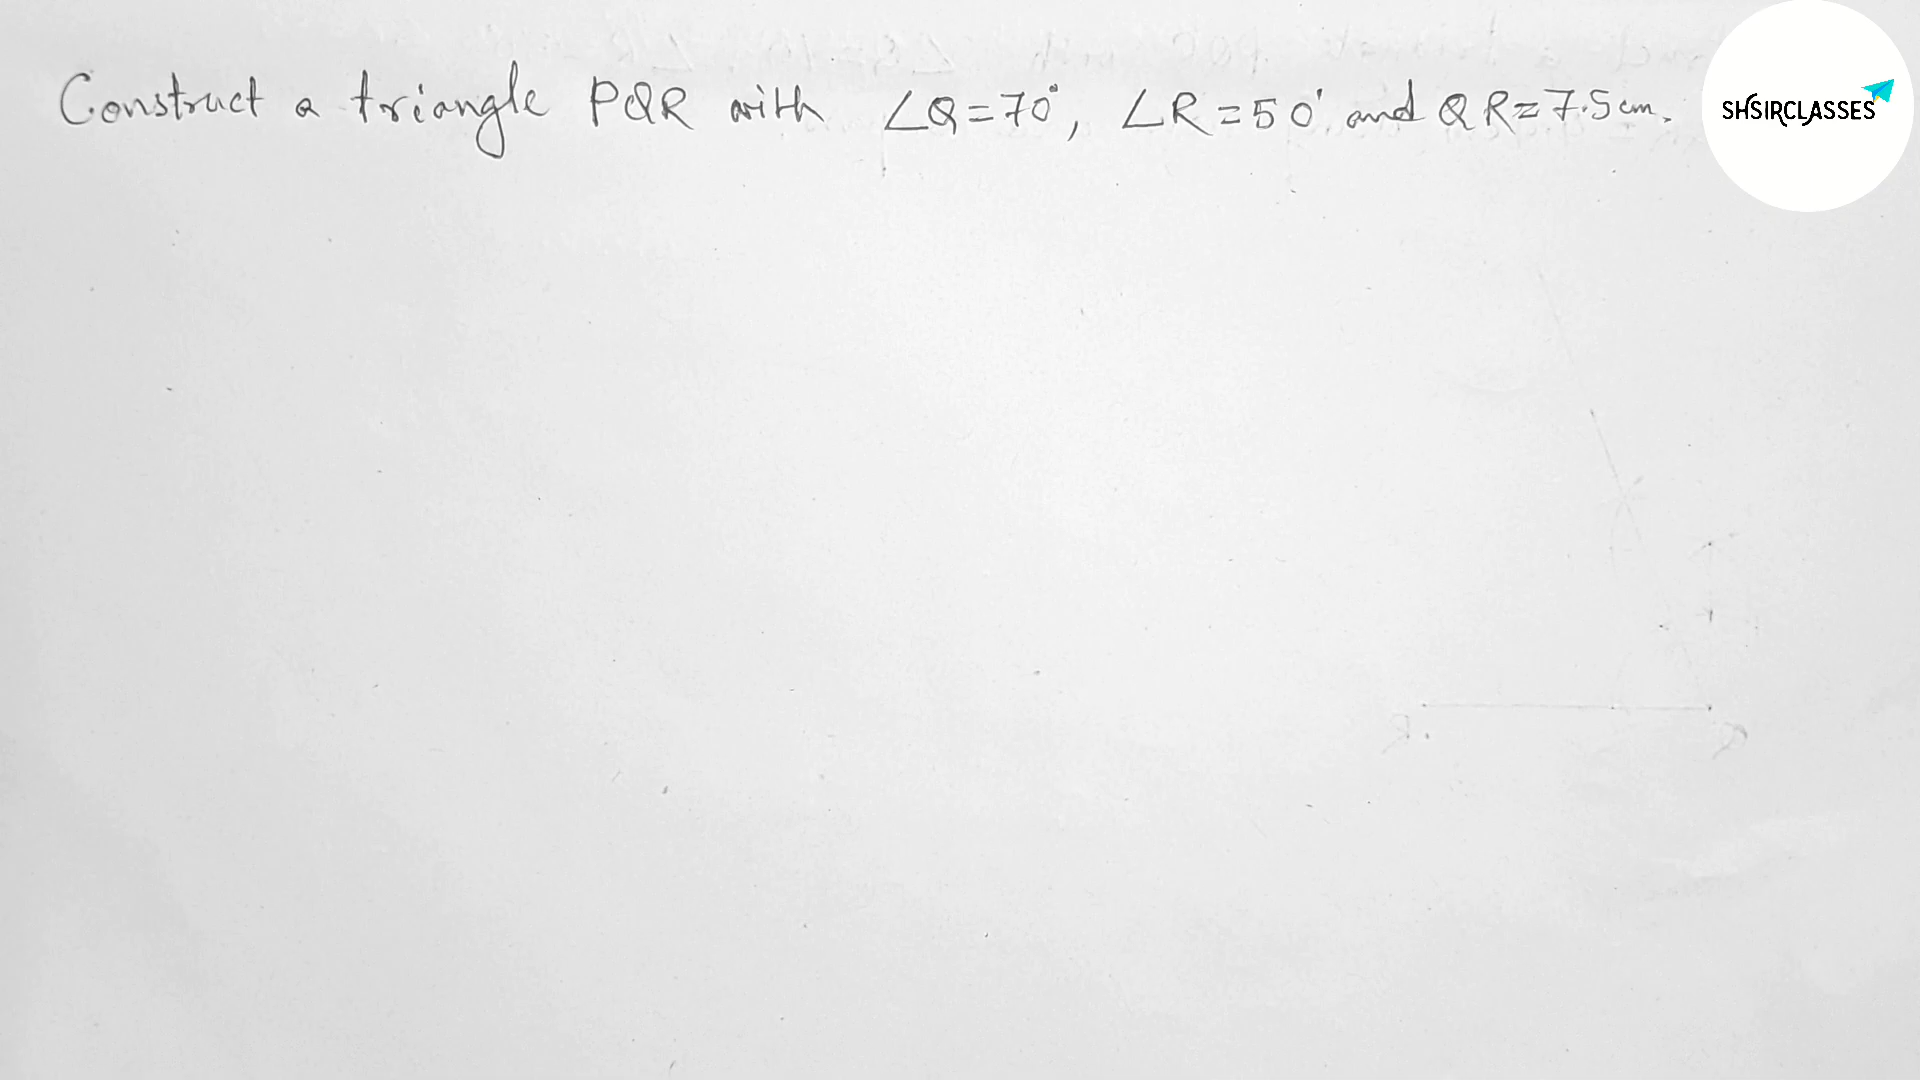 Construct a triangle PQR with ∠Q=70°, ∠R=50° and QR=7.5cm.
SHSIRCLASSES